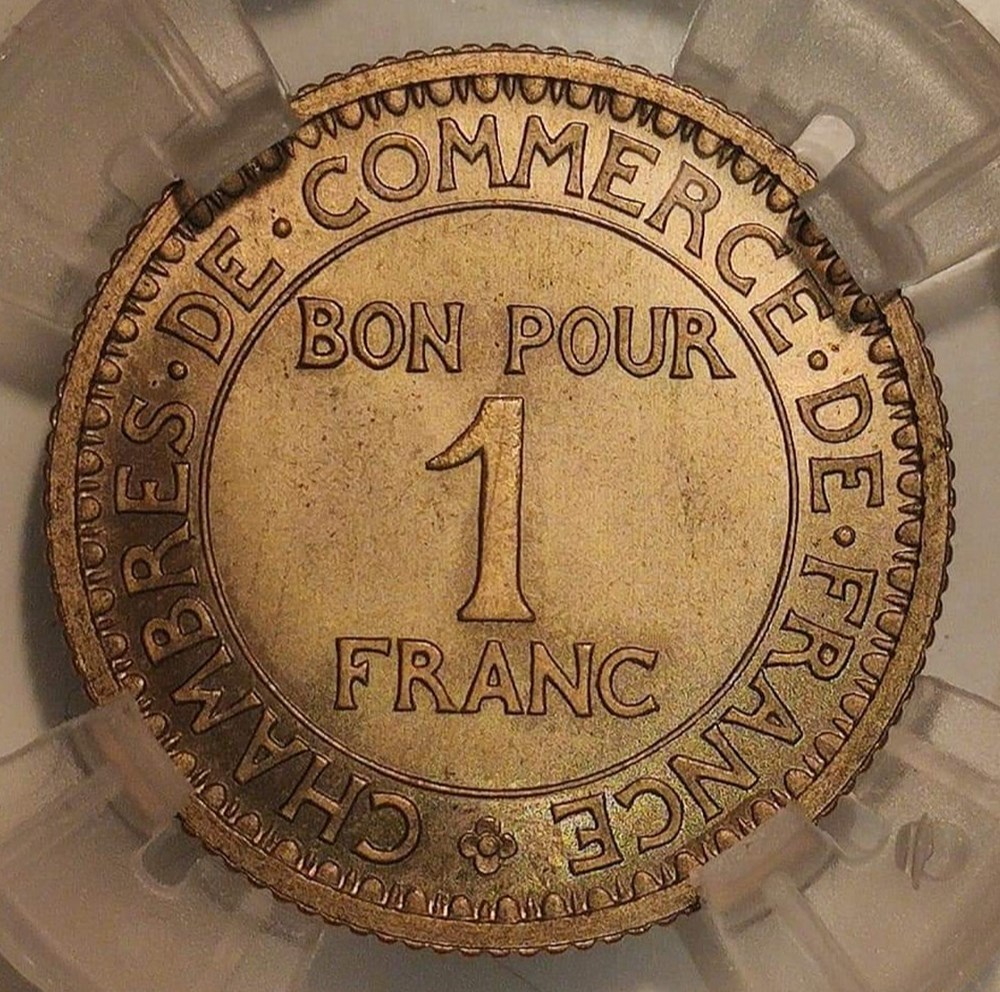 CHAMBRES·DE·COMMERCE·DE·FRANCE
BON POUR
1
FRANC